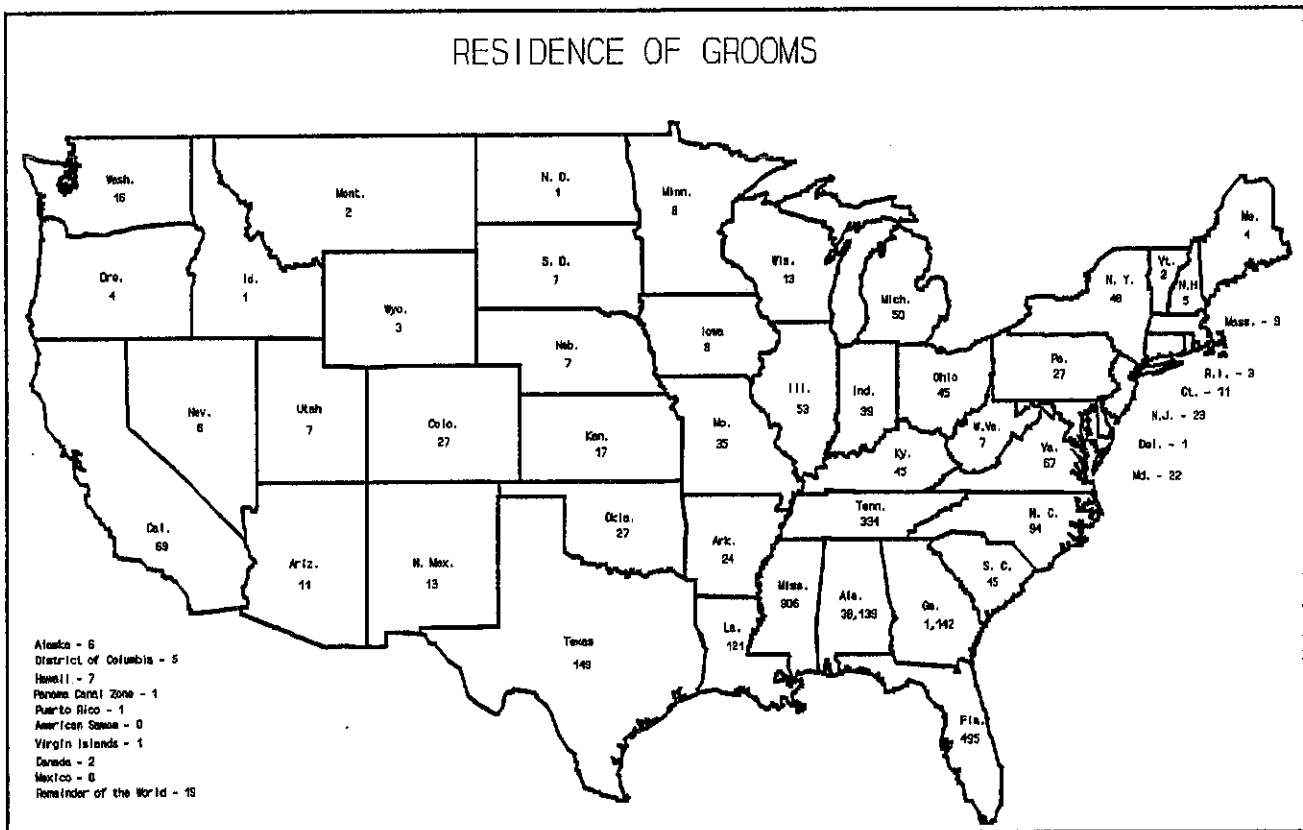 RESIDENCE OF GROOMS
Wash.
16
Mont.
2
N. D.
1
Minn.
8
Me.
4
Ore.
4
Id.
1
S. D.
7
Wis.
13
Mich.
50
N. Y.
48
Vt.
2
N.H
5
Mass. - 9
Wyo.
3
Iowa
8
Neb.
7
Pa.
27
R.I. - 3
Ct. - 11
N.J. - 23
Del. - 1
Md. - 22
Nev.
6
Utah
7
Colo.
27
Kan.
17
Mo.
35
Ill.
53
Ind.
39
Ohio
45
W.Va.
7
Va.
67
Ky.
45
Cal.
69
Ariz.
11
N. Mex.
13
Okla.
27
Ark.
24
Tenn.
334
N. C.
94
S. C.
45
Texas
149
La.
121
Miss.
906
Ala.
38,139
Ga.
1,142
Fla.
495
Alaska - 6
District of Columbia - 5
Hawaii - 7
Panama Canal Zone - 1
Puerto Rico - 1
American Samoa - 0
Virgin Islands - 1
Canada - 2
Mexico -
Remainder of the World - 19